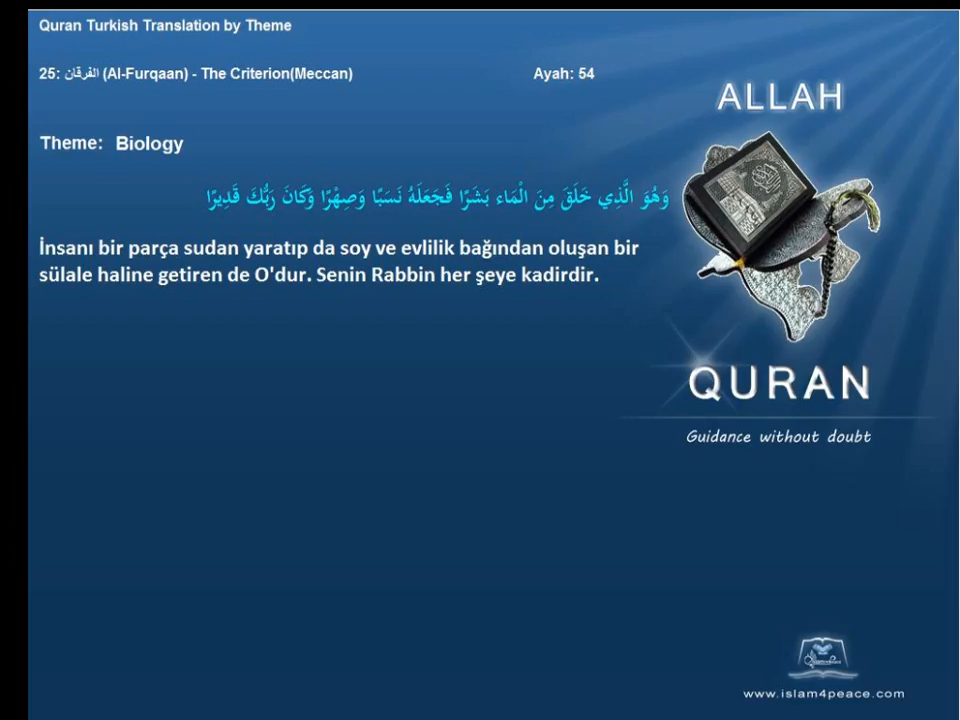 Quran Turkish Translation by Theme
25: الفرقان (Al-Furqaan) - The Criterion(Meccan)
Ayah: 54
ALLAH
Theme: Biology
وَهُوَ الَّذِي خَلَقَ مِنَ الْمَاء بَشَرًا فَجَعَلَهُ نَسَبًا وَصِهْرًا وَكَانَ رَبُّكَ قَدِيرًا
İnsanı bir parça sudan yaratıp da soy ve evlilik bağından oluşan bir
sülale haline getiren de O'dur. Senin Rabbin her şeye kadirdir.
QURAN
Guidance without doubt
www.islam4peace.com